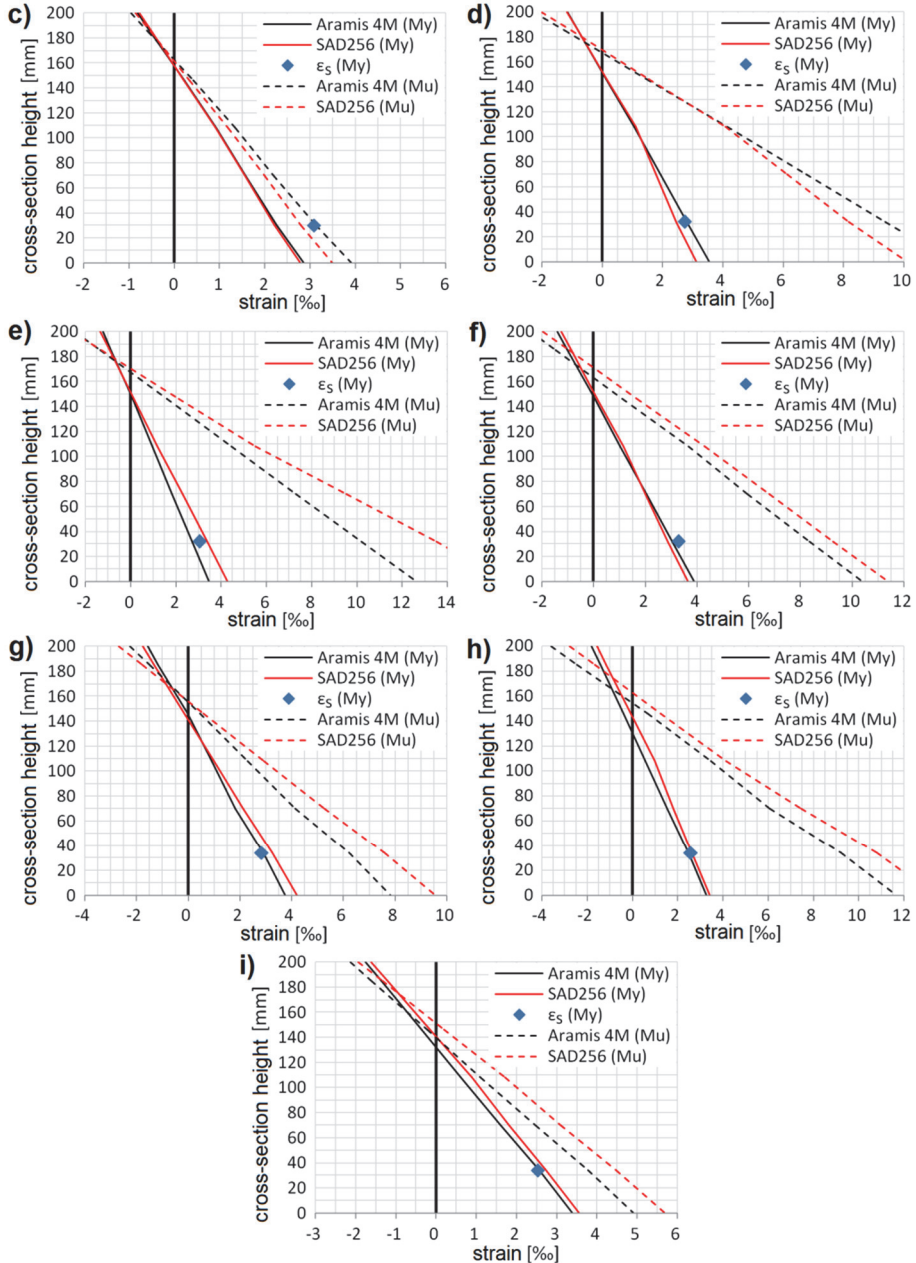 c)
cross-section height [mm]
200
180
160
140
120
100
80
60
40
20
0
-2 -1 0 1 2 3 4 5 6
strain [‰]
Aramis 4M (My)
SAD256 (My)
εS (My)
Aramis 4M (Mu)
SAD256 (Mu)
d)
cross-section height [mm]
200
180
160
140
120
100
80
60
40
20
0
-2 0 2 4 6 8 10
strain [‰]
Aramis 4M (My)
SAD256 (My)
εS (My)
Aramis 4M (Mu)
SAD256 (Mu)
e)
cross-section height [mm]
200
180
160
140
120
100
80
60
40
20
0
-2 0 2 4 6 8 10 12 14
strain [‰]
Aramis 4M (My)
SAD256 (My)
εS (My)
Aramis 4M (Mu)
SAD256 (Mu)
f)
cross-section height [mm]
200
180
160
140
120
100
80
60
40
20
0
-2 0 2 4 6 8 10 12
strain [‰]
Aramis 4M (My)
SAD256 (My)
εS (My)
Aramis 4M (Mu)
SAD256 (Mu)
g)
cross-section height [mm]
200
180
160
140
120
100
80
60
40
20
0
-4 -2 0 2 4 6 8 10
strain [‰]
Aramis 4M (My)
SAD256 (My)
εS (My)
Aramis 4M (Mu)
SAD256 (Mu)
h)
cross-section height [mm]
200
180
160
140
120
100
80
60
40
20
0
-4 -2 0 2 4 6 8 10 12
strain [‰]
Aramis 4M (My)
SAD256 (My)
εS (My)
Aramis 4M (Mu)
SAD256 (Mu)
i)
cross-section height [mm]
200
180
160
140
120
100
80
60
40
20
0
-3 -2 -1 0 1 2 3 4 5 6
strain [‰]
Aramis 4M (My)
SAD256 (My)
εS (My)
Aramis 4M (Mu)
SAD256 (Mu)